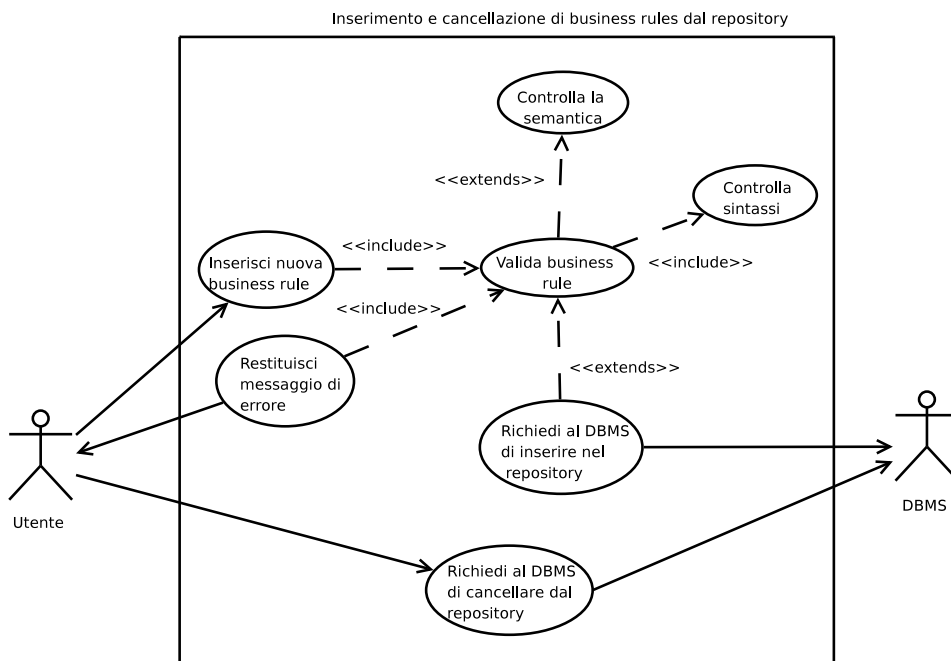 Inserimento e cancellazione di business rules dal repository
Controlla la
semantica
<<extends>>
Controlla
sintassi
<<include>>
Inserisci nuova
business rule
Valida business
rule
<<include>>
<<include>>
Restituisci
messaggio di
errore
<<extends>>
Richiedi al DBMS
di inserire nel
repository
Utente
DBMS
Richiedi al DBMS
di cancellare dal
repository